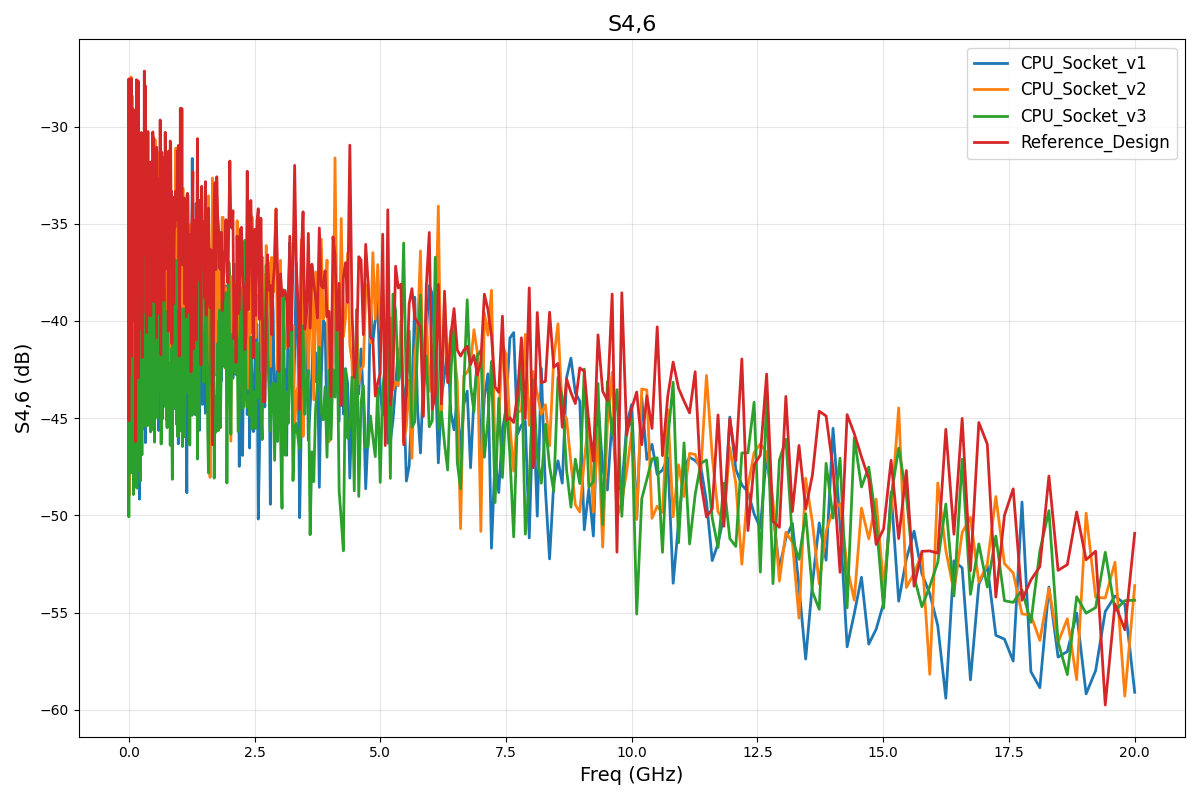 S4,6
S4,6 (dB)
−30
−35
−40
−45
−50
−55
−60
0.0
2.5
5.0
7.5
10.0
12.5
15.0
17.5
20.0
Freq (GHz)
CPU_Socket_v1
CPU_Socket_v2
CPU_Socket_v3
Reference_Design